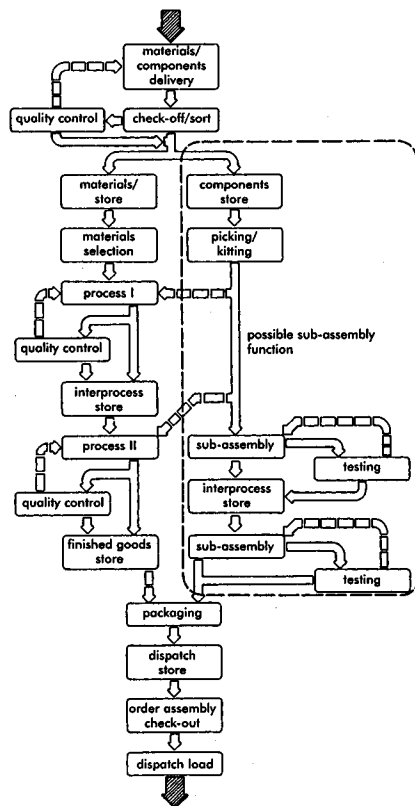 materials/
components
delivery
quality control
check-off/sort
materials/
store
components
store
materials
selection
picking/
kitting
process I
possible sub-assembly
function
quality control
interprocess
store
process II
sub-assembly
testing
quality control
interprocess
store
finished goods
store
sub-assembly
testing
packaging
dispatch
store
order assembly
check-out
dispatch load